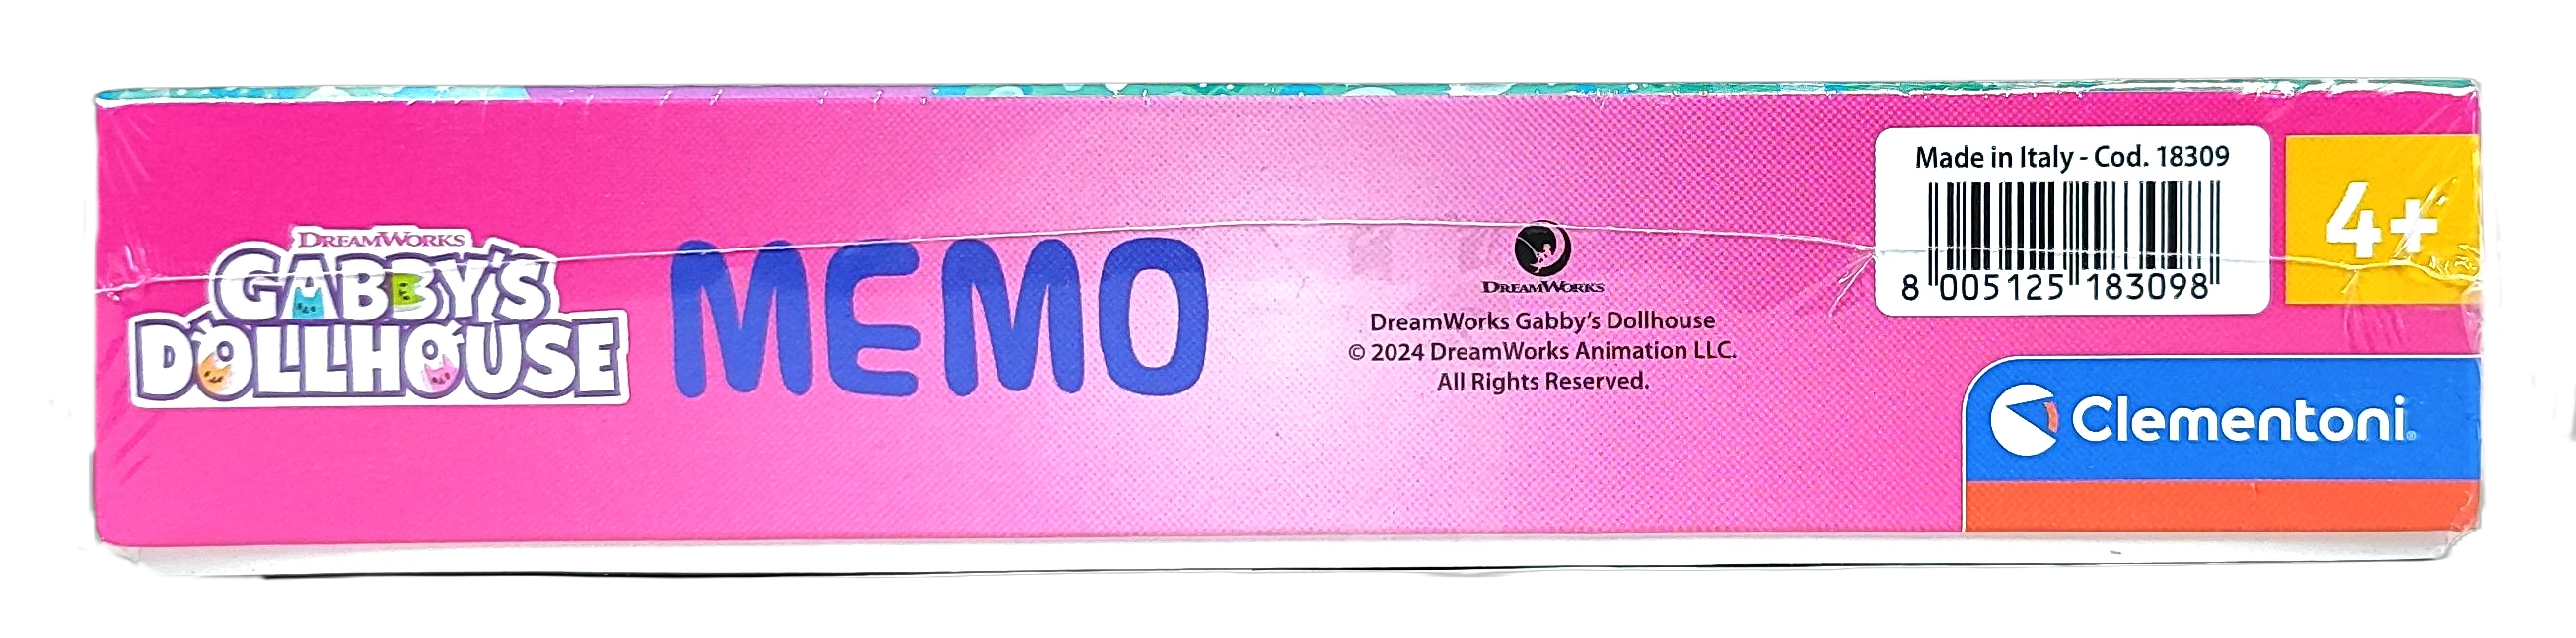 DREAMWORKS
GABBY'S
DOLLHOUSE
MEMO
DREAMWORKS
DreamWorks Gabby's Dollhouse
© 2024 DreamWorks Animation LLC.
All Rights Reserved.
Made in Italy - Cod. 18309
8 005125 183098
4+
Clementoni®